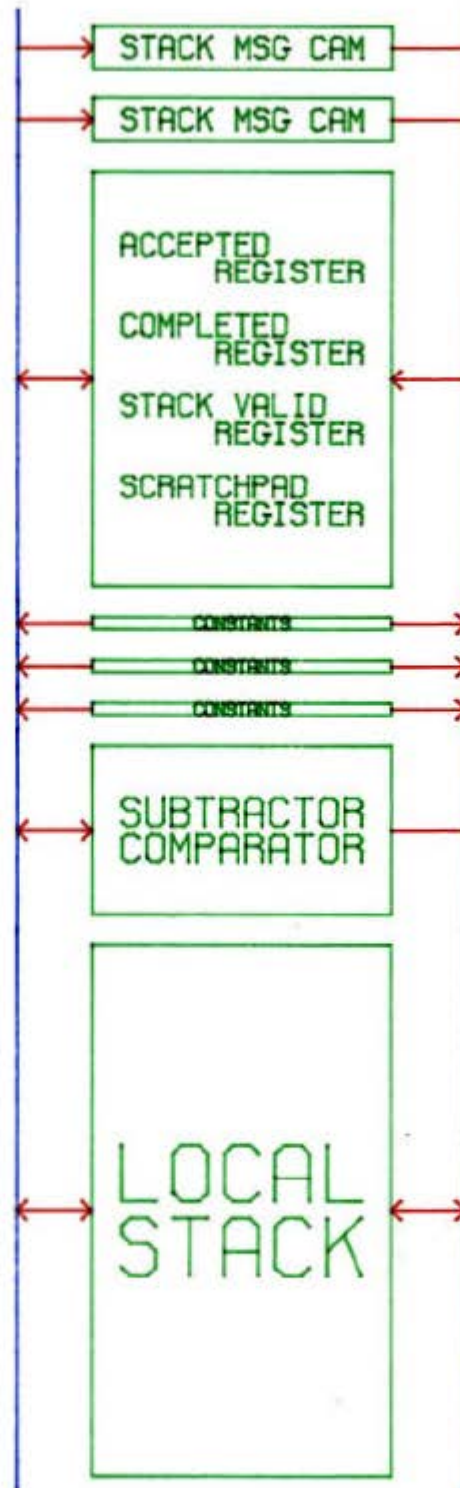 STACK MSG CAM
STACK MSG CAM
ACCEPTED
REGISTER
COMPLETED
REGISTER
STACK VALID
REGISTER
SCRATCHPAD
REGISTER
CONSTANTS
CONSTANTS
CONSTANTS
SUBTRACTOR
COMPARATOR
LOCAL
STACK